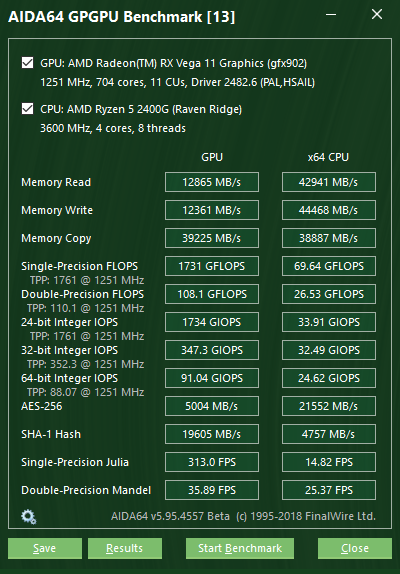 AIDA64 GPGPU Benchmark [13]
GPU: AMD Radeon(TM) RX Vega 11 Graphics (gfx902)
1251 MHz, 704 cores, 11 CUs, Driver 2482.6 (PAL,HSAIL)
CPU: AMD Ryzen 5 2400G (Raven Ridge)
3600 MHz, 4 cores, 8 threads
GPU x64 CPU
Memory Read 12865 MB/s 42941 MB/s
Memory Write 12361 MB/s 44468 MB/s
Memory Copy 39225 MB/s 38887 MB/s
Single-Precision FLOPS 1731 GFLOPS 69.64 GFLOPS
TPP: 1761 @ 1251 MHz
Double-Precision FLOPS 108.1 GFLOPS 26.53 GFLOPS
TPP: 110.1 @ 1251 MHz
24-bit Integer IOPS 1734 GIOPS 33.91 GIOPS
TPP: 1761 @ 1251 MHz
32-bit Integer IOPS 347.3 GIOPS 32.49 GIOPS
TPP: 352.3 @ 1251 MHz
64-bit Integer IOPS 91.04 GIOPS 24.62 GIOPS
TPP: 88.07 @ 1251 MHz
AES-256 5004 MB/s 21552 MB/s
SHA-1 Hash 19605 MB/s 4757 MB/s
Single-Precision Julia 313.0 FPS 14.82 FPS
Double-Precision Mandel 35.89 FPS 25.37 FPS
AIDA64 v5.95.4557 Beta (c) 1995-2018 FinalWire Ltd.
Save Results Start Benchmark Close